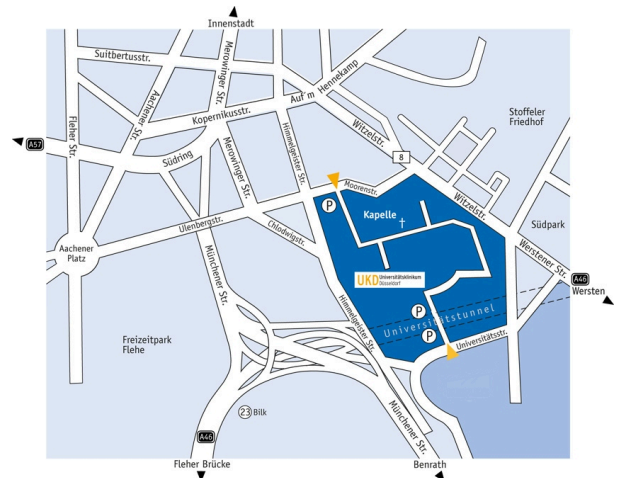 Innenstadt
Suitbertusstr.
Merowinger Str.
Auf'm Hennekamp
Aachener Str.
Stoffeler
Friedhof
Kopernikusstr.
Fleher Str.
Witzelstr.
A57
Himmelgeister Str.
Merowinger Str.
Südring
8
Moorenstr.
P
Kapelle
Witzelstr.
Südpark
Ulenbergstr.
Chlodwigstr.
Aachener
Platz
Münchener Str.
Werstener Str.
A46
Wersten
UKD Universitätsklinikum
Düsseldorf
Himmelgeister Str.
P
Universitätstunnel
P
Universitätsstr.
Freizeitpark
Flehe
Münchener Str.
23 Bilk
A46
Fleher Brücke
Benrath